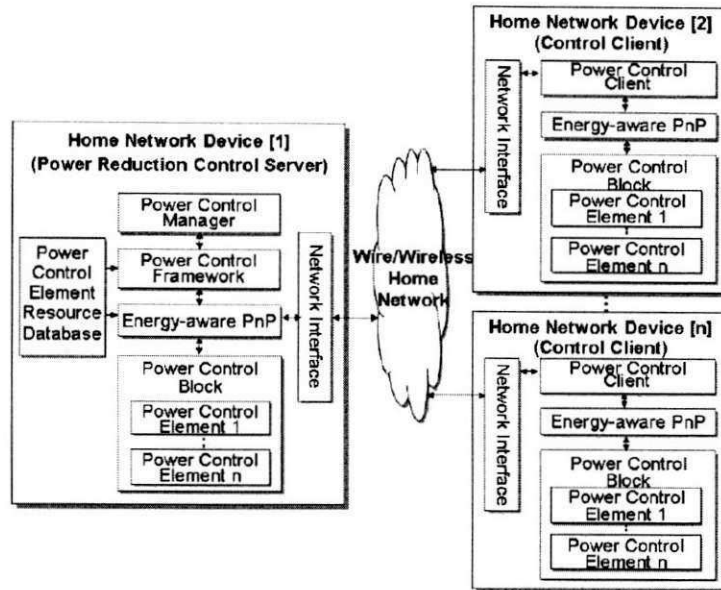 Home Network Device [1]
(Power Reduction Control Server)
Power Control
Manager
Power
Control
Element
Resource
Database
Power Control
Framework
Energy-aware PnP
Power Control
Block
Power Control
Element 1
Power Control
Element n
Network Interface
Wire/Wireless
Home
Network
Home Network Device [2]
(Control Client)
Network Interface
Power Control
Client
Energy-aware PnP
Power Control
Block
Power Control
Element 1
Power Control
Element n
Home Network Device [n]
(Control Client)
Network Interface
Power Control
Client
Energy-aware PnP
Power Control
Block
Power Control
Element 1
Power Control
Element n